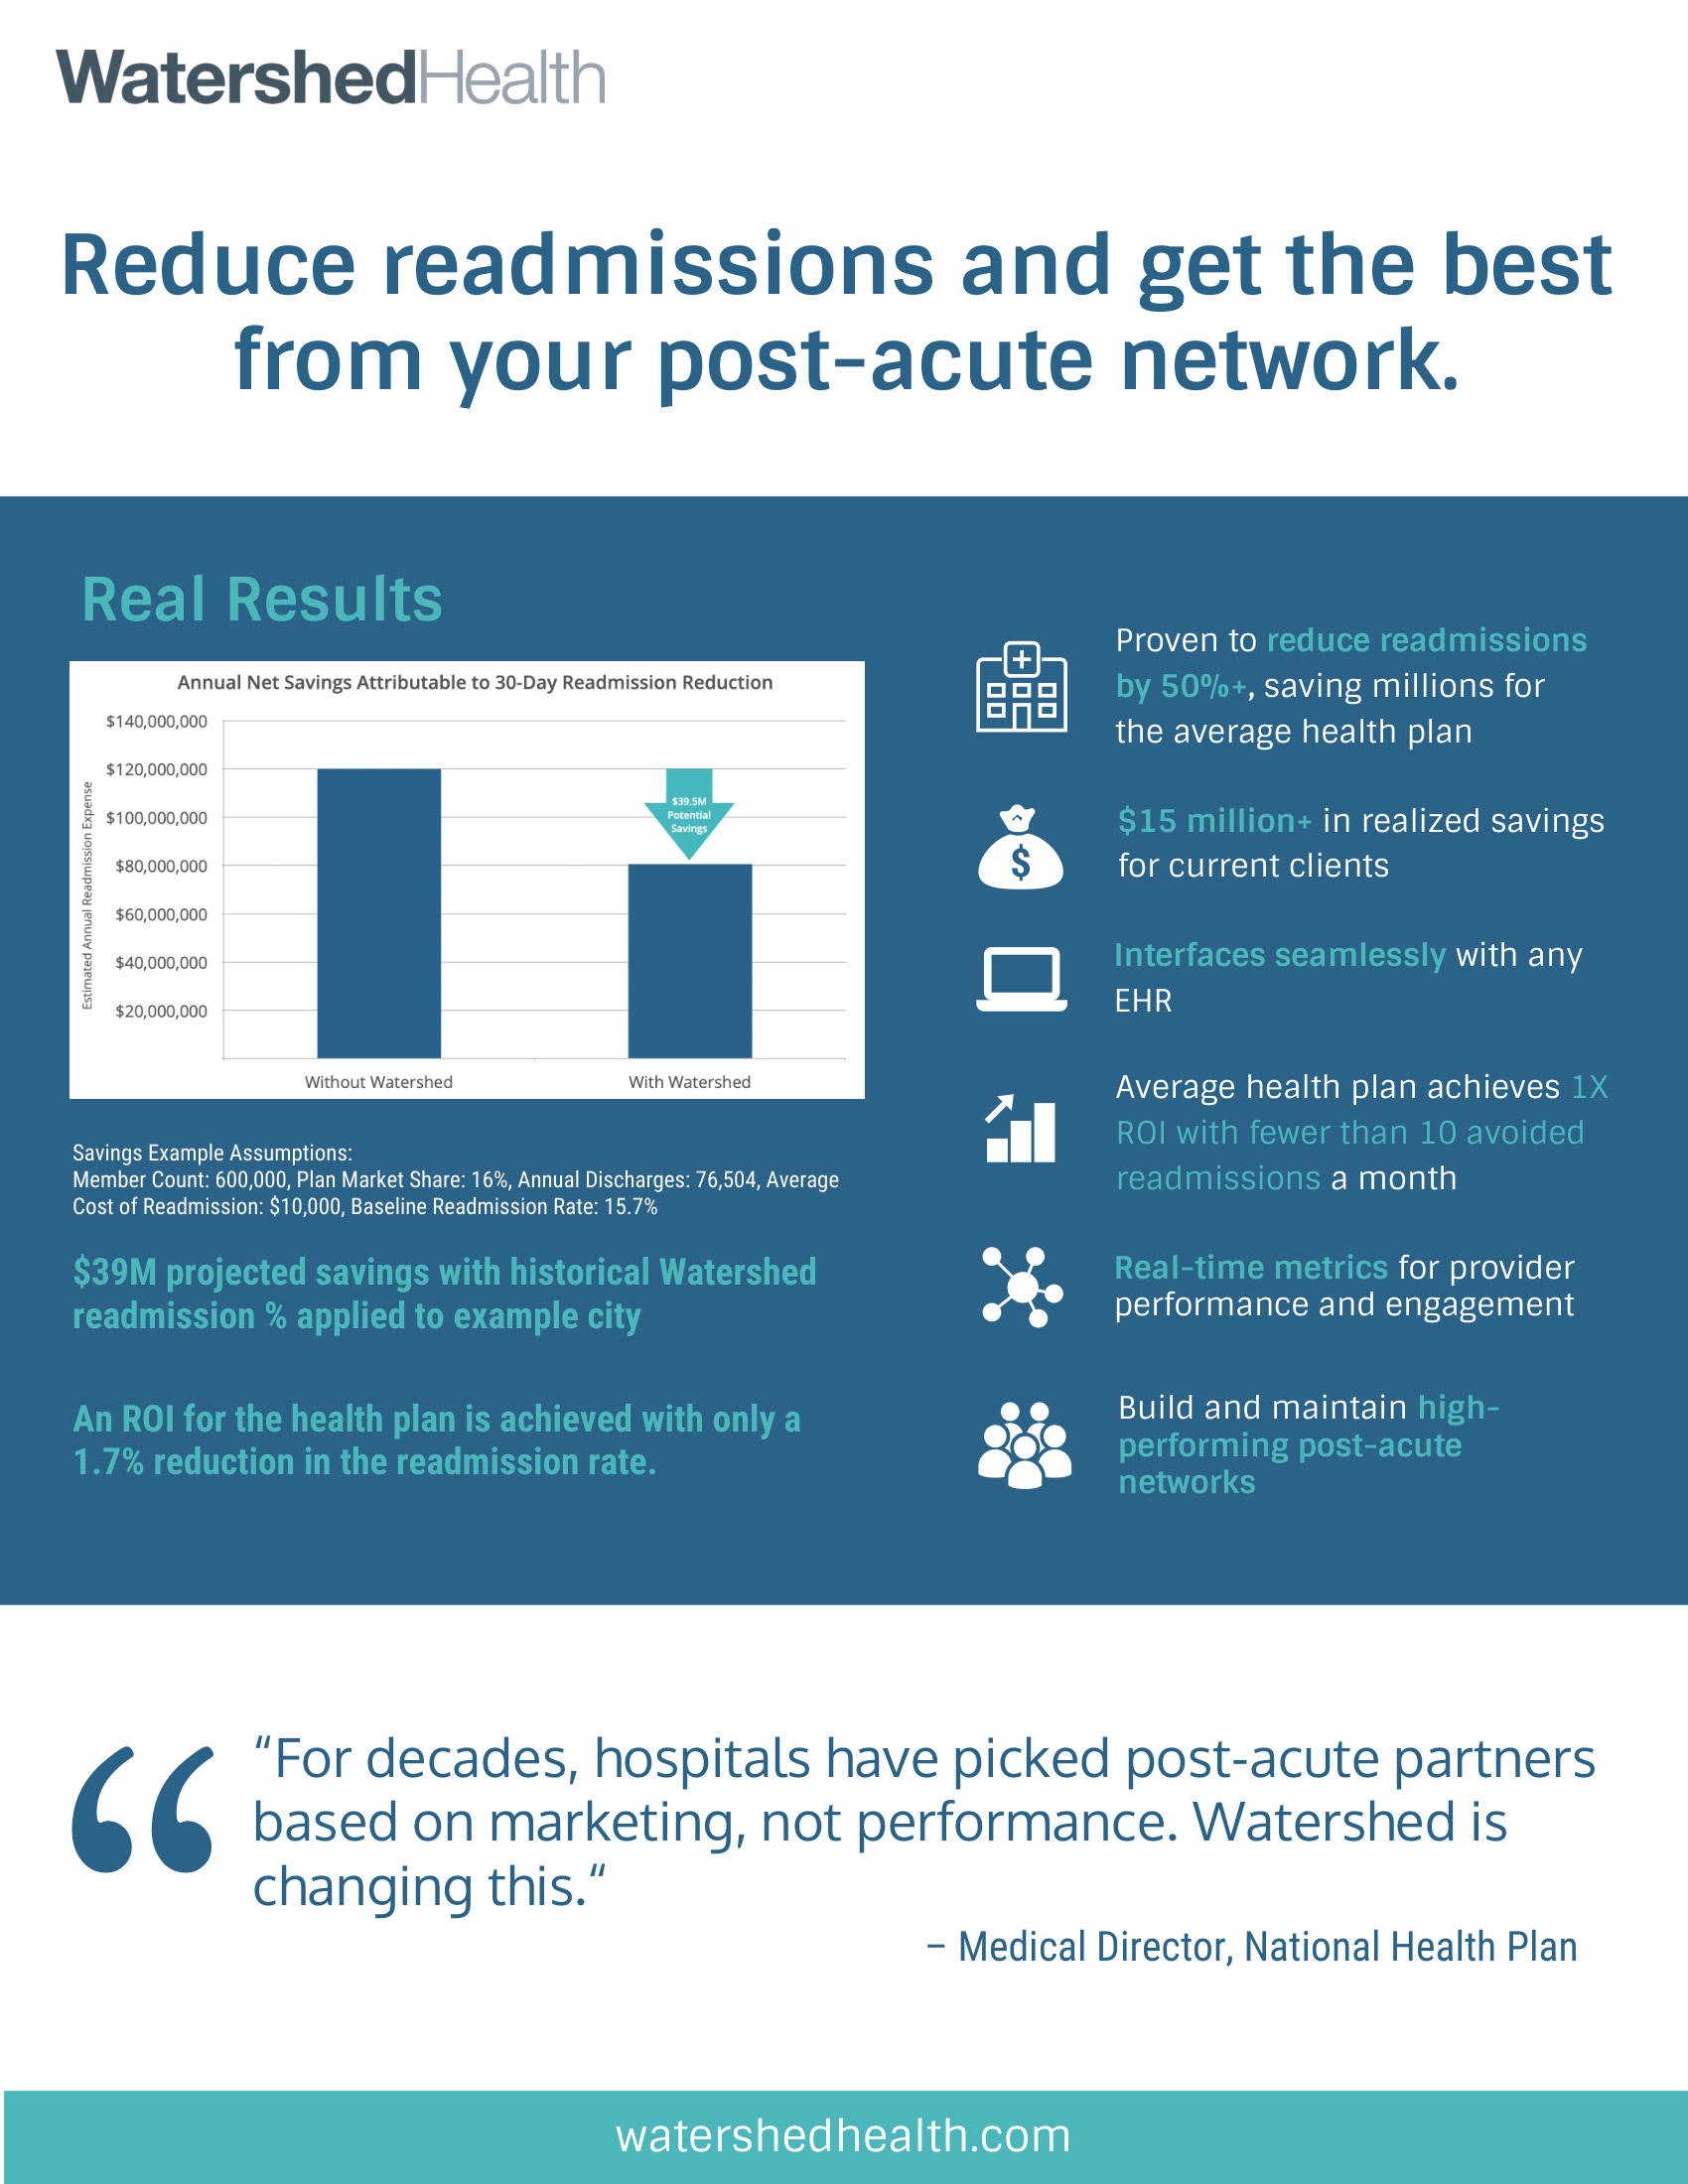 WatershedHealth
Reduce readmissions and get the best
from your post-acute network.
Real Results
Annual Net Savings Attributable to 30-Day Readmission Reduction
Estimated Annual Readmission Expense
$140,000,000
$120,000,000
$100,000,000
$80,000,000
$60,000,000
$40,000,000
$20,000,000
$39.5M
Potential
Savings
Without Watershed
With Watershed
Savings Example Assumptions:
Member Count: 600,000, Plan Market Share: 16%, Annual Discharges: 76,504, Average
Cost of Readmission: $10,000, Baseline Readmission Rate: 15.7%
$39M projected savings with historical Watershed
readmission % applied to example city
An ROI for the health plan is achieved with only a
1.7% reduction in the readmission rate.
Proven to reduce readmissions
by 50%+, saving millions for
the average health plan
$
$15 million+ in realized savings
for current clients
Interfaces seamlessly with any
EHR
Average health plan achieves 1X
ROI with fewer than 10 avoided
readmissions a month
Real-time metrics for provider
performance and engagement
Build and maintain high-
performing post-acute
networks
“
“For decades, hospitals have picked post-acute partners
based on marketing, not performance. Watershed is
changing this.“
– Medical Director, National Health Plan
watershedhealth.com